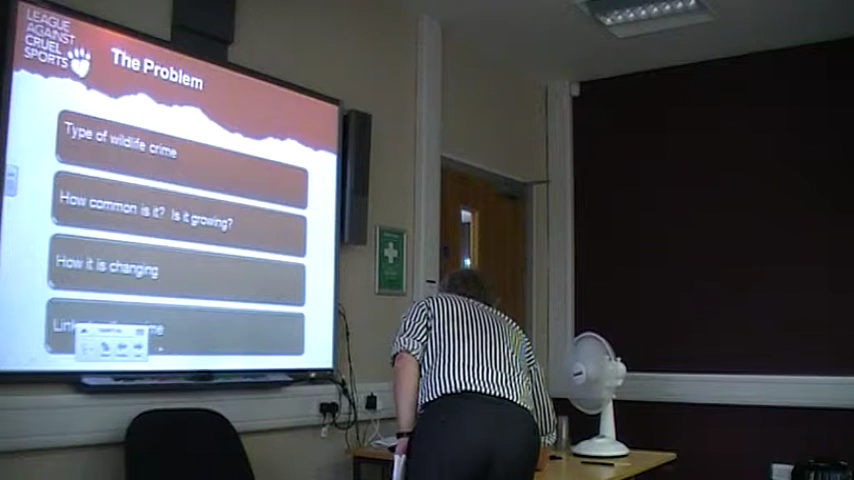 LEAGUE
AGAINST
CRUEL
SPORTS
The Problem
Type of wildlife crime
How common is it? Is it growing?
How it is changing